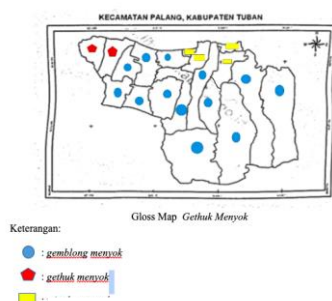 KECAMATAN PALANG, KABUPATEN TUBAN
Gloss Map Gethuk Menyok
Keterangan:
: gemblong menyok
: gethuk menyok